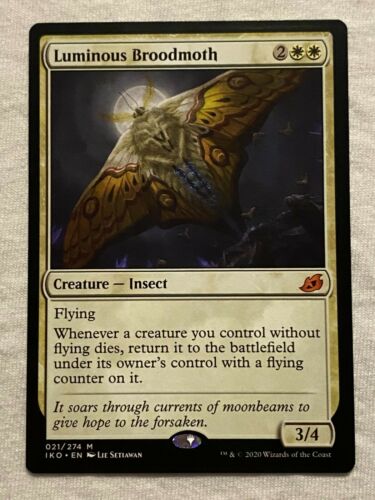 Luminous Broodmoth 2
Creature — Insect
Flying
Whenever a creature you control without
flying dies, return it to the battlefield
under its owner's control with a flying
counter on it.
It soars through currents of moonbeams to
give hope to the forsaken.
3/4
021/274 M
IKO • EN Lie Setiawan
™ & © 2020 Wizards of the Coast